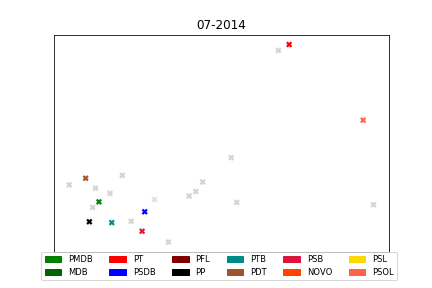 07-2014
PMDB PT PFL PTB PSB PSL
MDB PSDB PP PDT NOVO PSOL